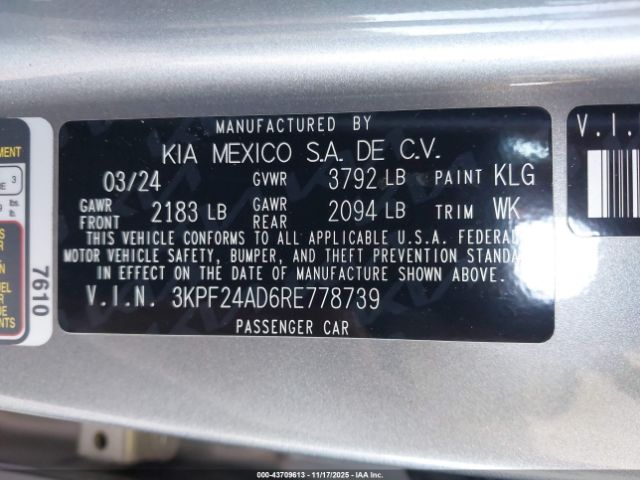 MANUFACTURED BY
KIA MEXICO S.A. DE C.V.
03/24 GVWR 3792 LB PAINT KLG
GAWR FRONT 2183 LB GAWR REAR 2094 LB TRIM WK
THIS VEHICLE CONFORMS TO ALL APPLICABLE U.S.A. FEDERAL
MOTOR VEHICLE SAFETY, BUMPER, AND THEFT PREVENTION
IN EFFECT ON THE DATE OF MANUFACTURE SHOWN ABOVE.
V.I.N. 3KPF24AD6RE778739
PASSENGER CAR
V.I.
7610
3
lbs.
000-43709613 - 11/17/2025 - IAA Inc.